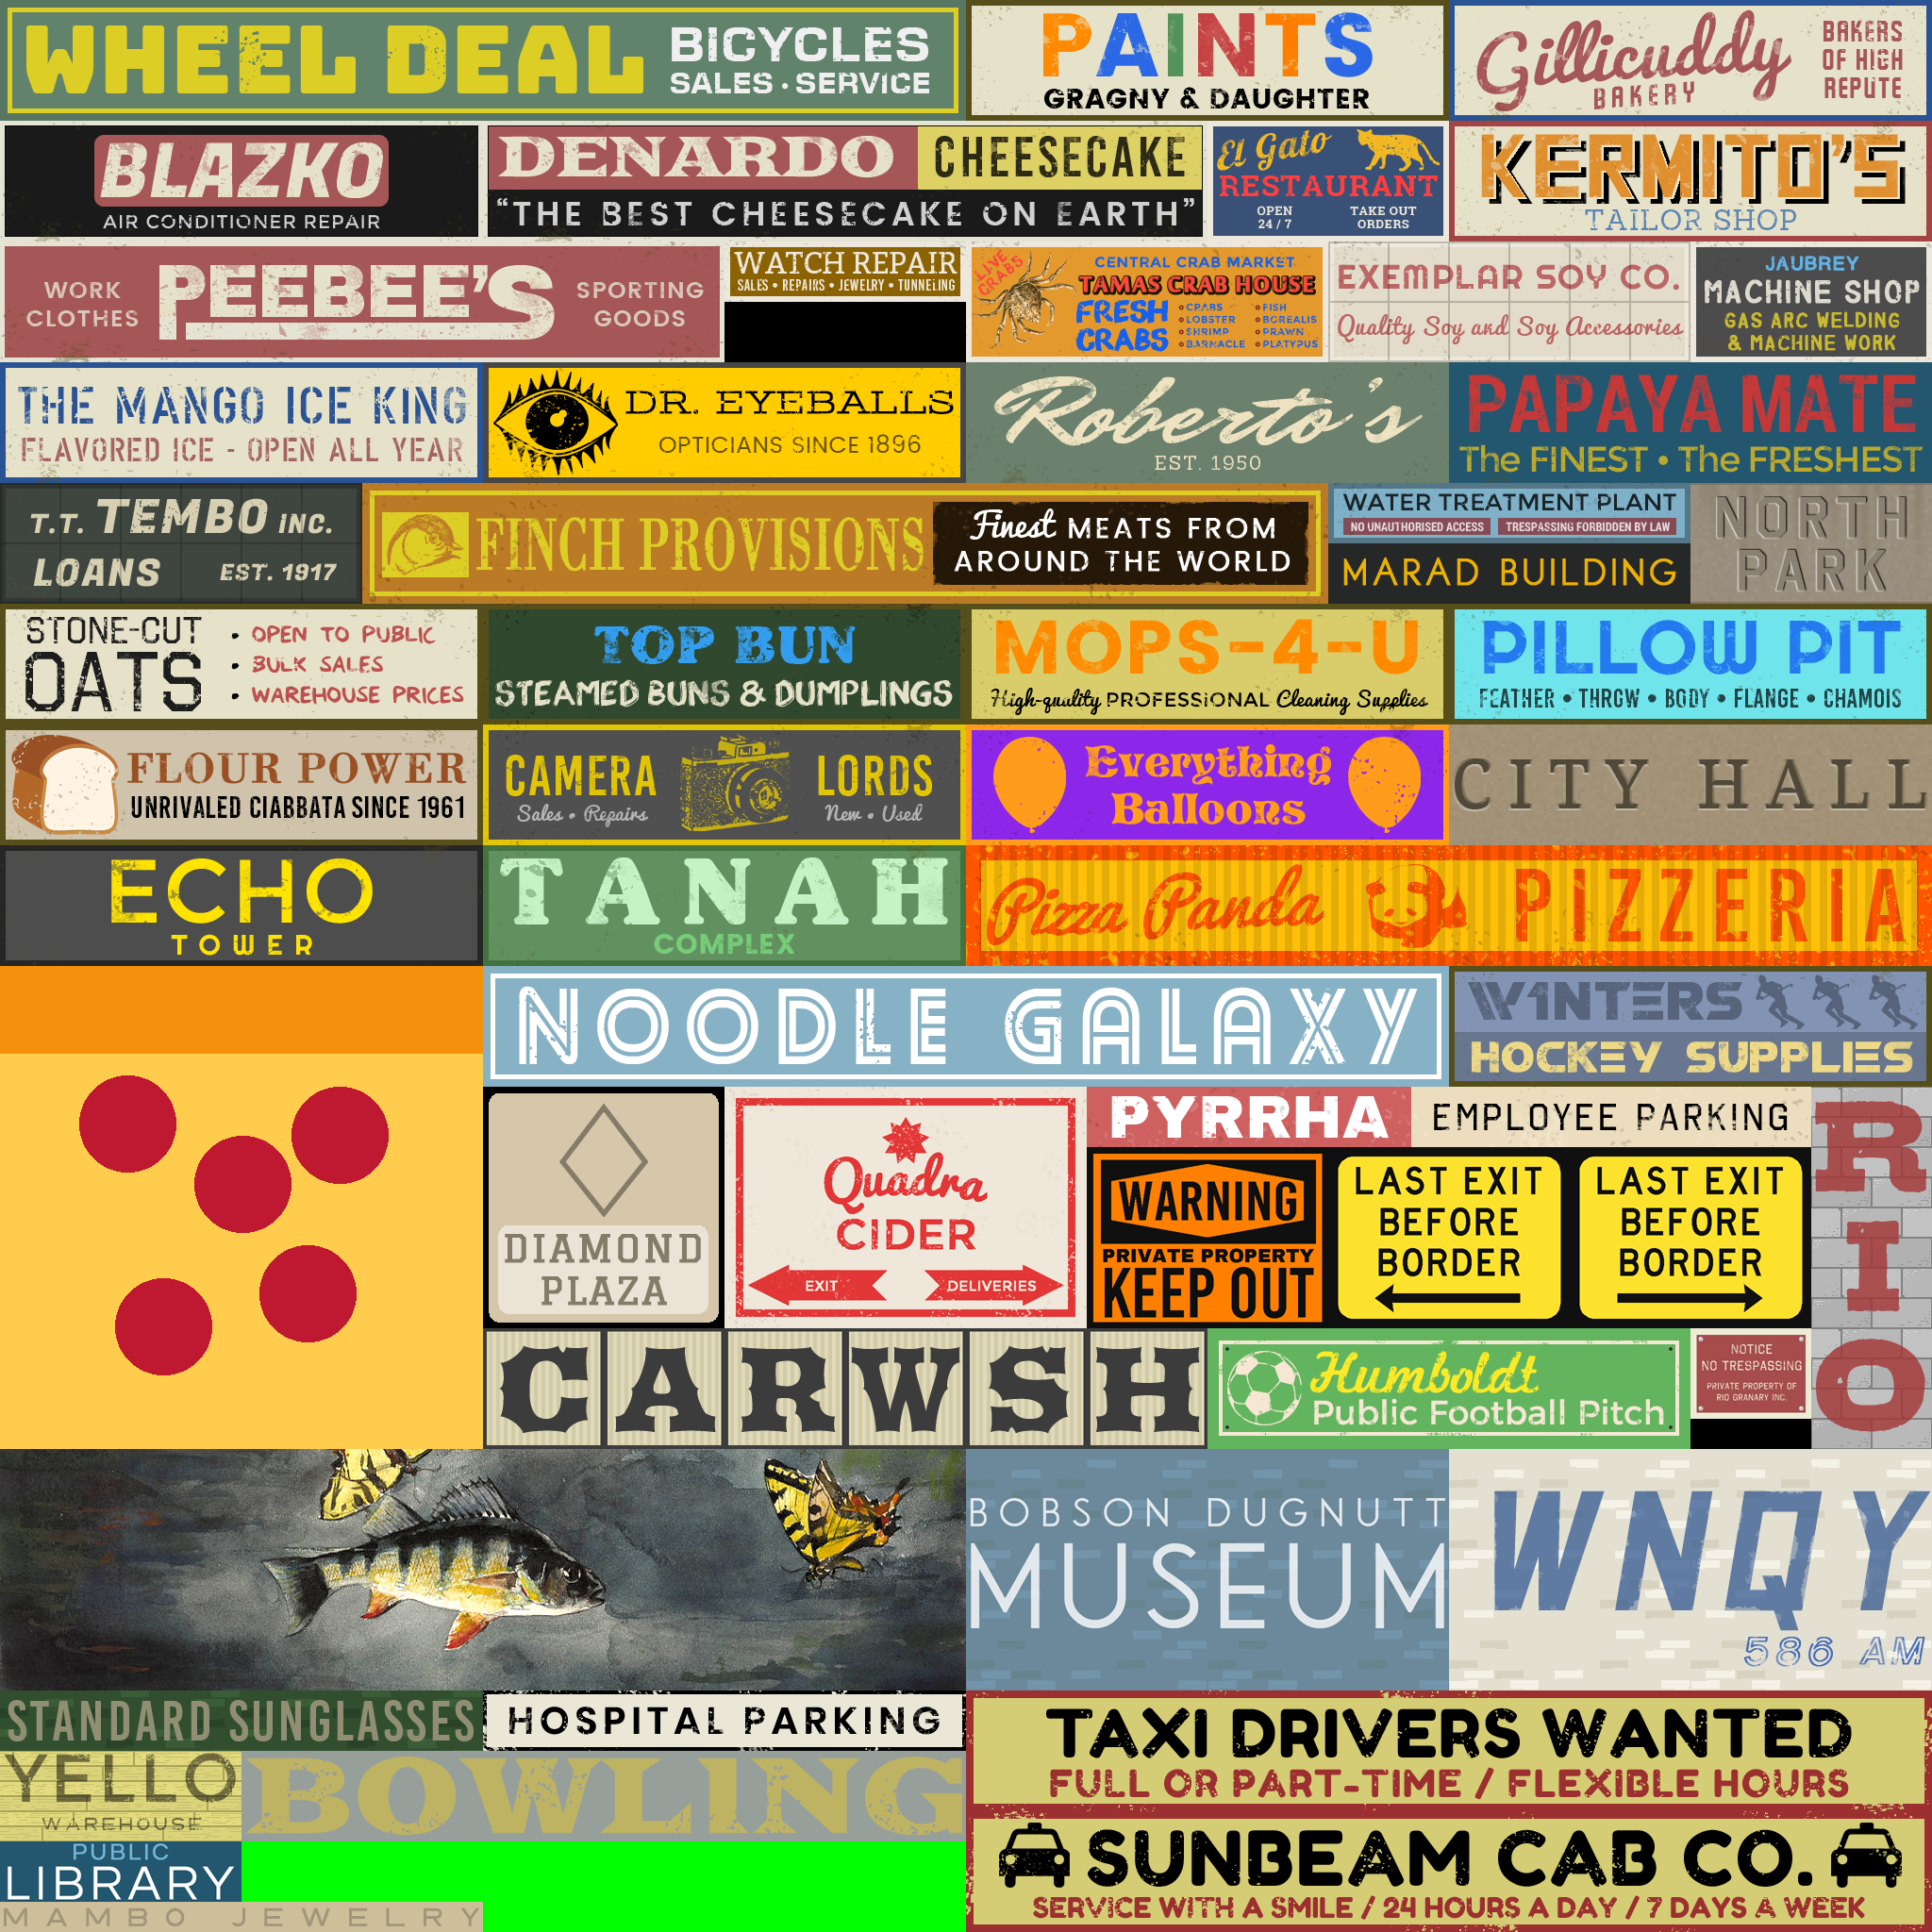 WHEEL DEAL
BICYCLES
SALES • SERVICE
PAINTS
GRAGNY & DAUGHTER
Gillicuddy
BAKERY
BAKERS
OF HIGH
REPUTE
BLAZKO
AIR CONDITIONER REPAIR
DENARDO
CHEESECAKE
“THE BEST CHEESECAKE ON EARTH”
El Gato
RESTAURANT
OPEN
24 / 7
TAKE OUT
ORDERS
KERMITO’S
TAILOR SHOP
WORK
CLOTHES
PEEBEE’S
SPORTING
GOODS
WATCH REPAIR
SALES • REPAIRS • JEWELRY • TUNNELING
LIVE
CRABS
CENTRAL CRAB MARKET
TAMAS CRAB HOUSE
FRESH
CRABS
CRABS
LOBSTER
SHRIMP
BARNACLE
FISH
BOREALIS
PRAWN
PLATYPUS
EXEMPLAR SOY CO.
Quality Soy and Soy Accessories
JAUBREY
MACHINE SHOP
GAS ARC WELDING
& MACHINE WORK
THE MANGO ICE KING
FLAVORED ICE - OPEN ALL YEAR
DR. EYEBALLS
OPTICIANS SINCE 1896
Roberto’s
EST. 1950
PAPAYA MATE
The FINEST • The FRESHEST
T.T. TEMBO INC.
LOANS EST. 1917
FINCH PROVISIONS
Finest MEATS FROM
AROUND THE WORLD
WATER TREATMENT PLANT
NO UNAUTHORISED ACCESS
TRESPASSING FORBIDDEN BY LAW
MARAD BUILDING
NORTH
PARK
STONE-CUT
OATS
• OPEN TO PUBLIC
• BULK SALES
• WAREHOUSE PRICES
TOP BUN
STEAMED BUNS & DUMPLINGS
MOPS-4-U
High-quality PROFESSIONAL Cleaning Supplies
PILLOW PIT
FEATHER • THROW • BODY • FLANGE • CHAMOIS
FLOUR POWER
UNRIVALED CIABBATA SINCE 1961
CAMERA
Sales • Repairs
LORDS
New • Used
Everything
Balloons
CITY HALL
ECHO
TOWER
TANAH
COMPLEX
Pizza Panda
PIZZERIA
NOODLE GALAXY
W1NTERS
HOCKEY SUPPLIES
DIAMOND
PLAZA
Quadra
CIDER
EXIT
DELIVERIES
PYRRHA
EMPLOYEE PARKING
WARNING
PRIVATE PROPERTY
KEEP OUT
LAST EXIT
BEFORE
BORDER
LAST EXIT
BEFORE
BORDER
RIO
CARWSH
Humboldt
Public Football Pitch
NOTICE
NO TRESPASSING
PRIVATE PROPERTY OF
RIO GRANARY INC.
BOBSON DUGNUTT
MUSEUM
WNQY
586 AM
STANDARD SUNGLASSES
HOSPITAL PARKING
TAXI DRIVERS WANTED
FULL OR PART-TIME / FLEXIBLE HOURS
YELLO
WAREHOUSE
BOWLING
SUNBEAM CAB CO.
SERVICE WITH A SMILE / 24 HOURS A DAY / 7 DAYS A WEEK
PUBLIC
LIBRARY
MAMBO JEWELRY